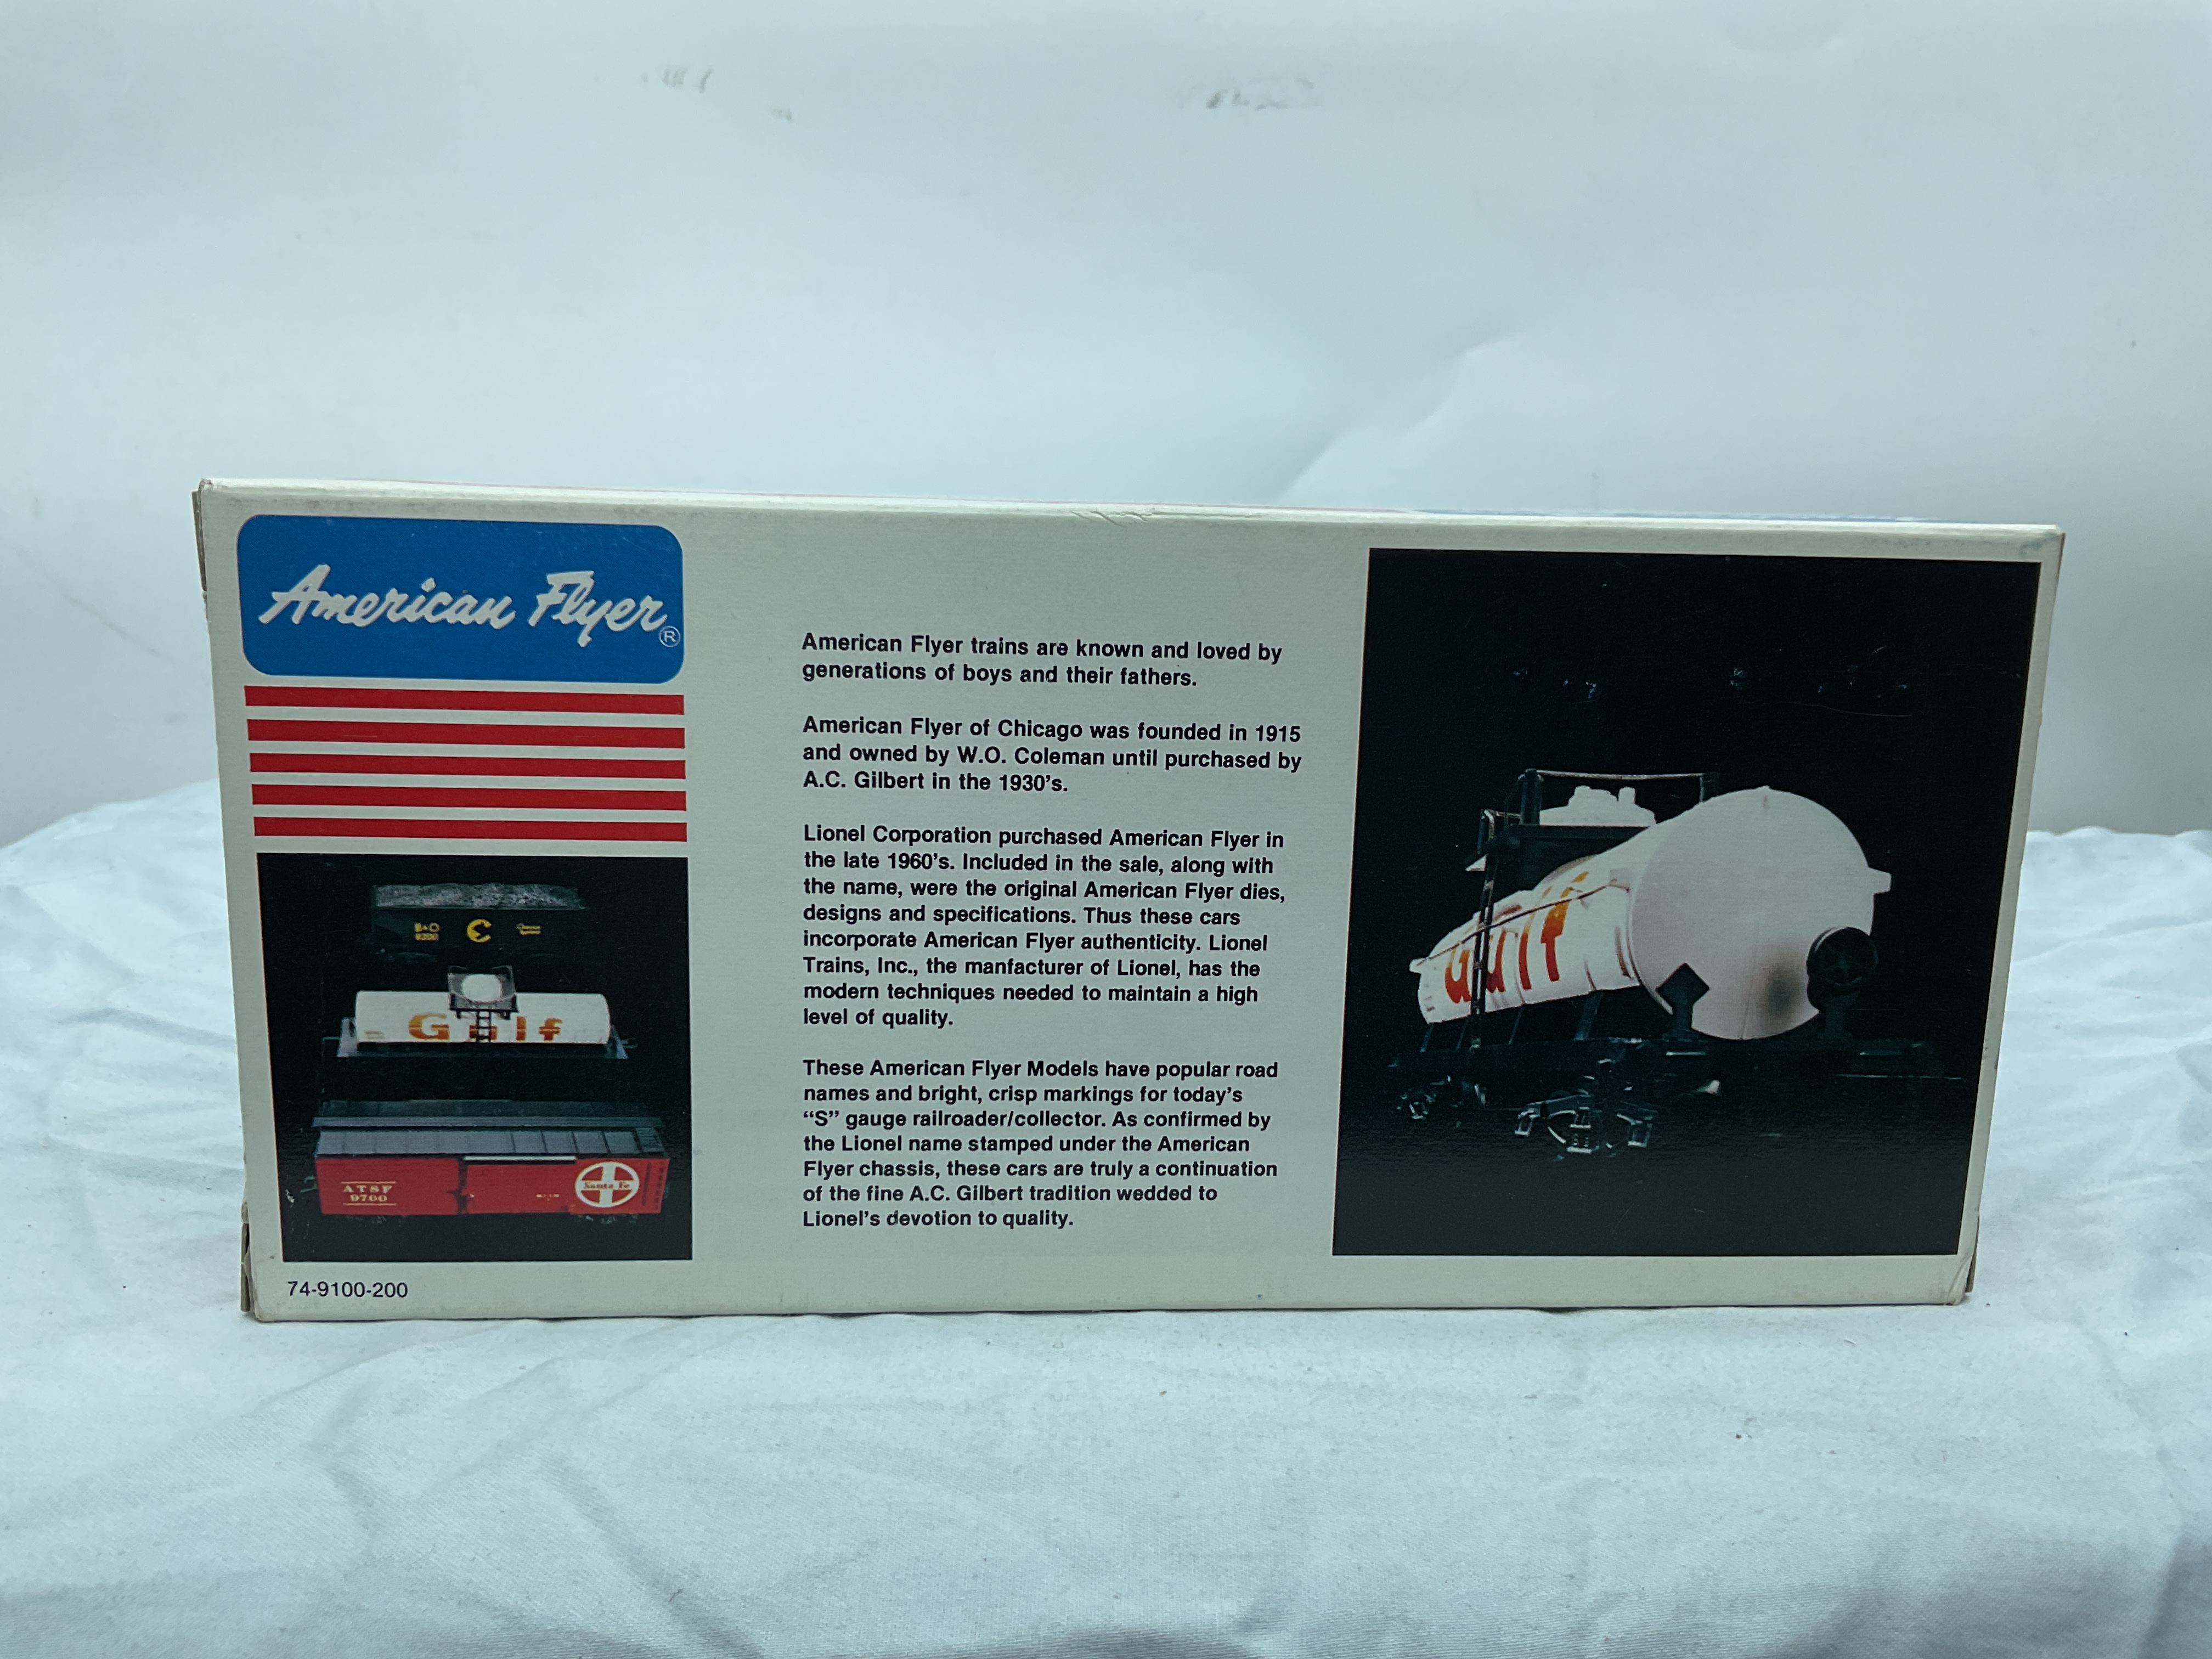 American Flyer®
American Flyer trains are known and loved by
generations of boys and their fathers.
American Flyer of Chicago was founded in 1915
and owned by W.O. Coleman until purchased by
A.C. Gilbert in the 1930's.
Lionel Corporation purchased American Flyer in
the late 1960's. Included in the sale, along with
the name, were the original American Flyer dies,
designs and specifications. Thus these cars
incorporate American Flyer authenticity. Lionel
Trains, Inc., the manfacturer of Lionel, has the
modern techniques needed to maintain a high
level of quality.
These American Flyer Models have popular road
names and bright, crisp markings for today's
“S” gauge railroader/collector. As confirmed by
the Lionel name stamped under the American
Flyer chassis, these cars are truly a continuation
of the fine A.C. Gilbert tradition wedded to
Lionel's devotion to quality.
B&O
9200
Gulf
ATSF
9700
Santa Fe
74-9100-200
Gulf